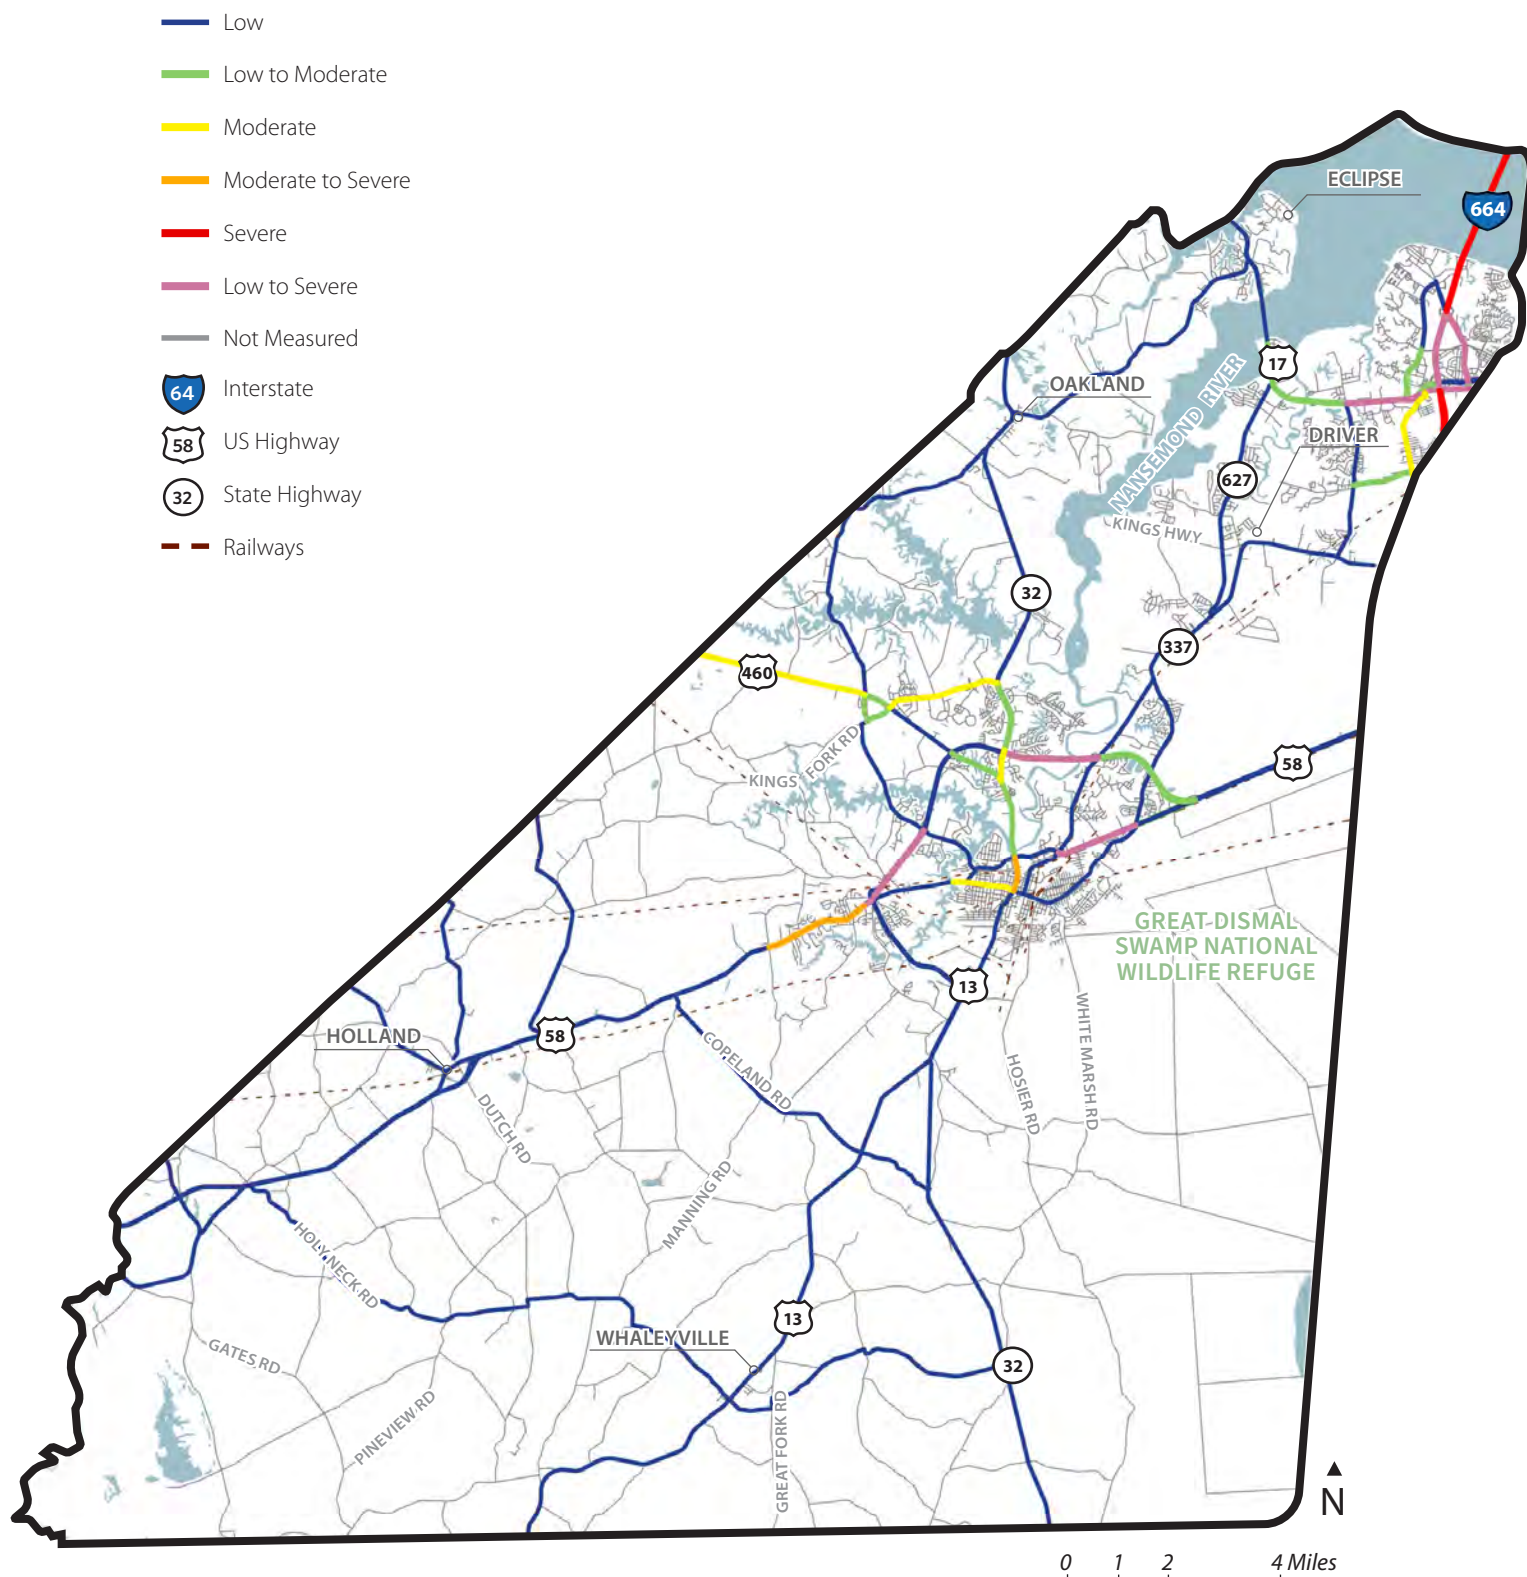 Low
Low to Moderate
Moderate
Moderate to Severe
Severe
Low to Severe
Not Measured
64 Interstate
58 US Highway
32 State Highway
Railways
ECLIPSE
664
17
OAKLAND
NANSEMOND RIVER
DRIVER
627
KINGS HWY
32
337
460
KINGS FORK RD
58
GREAT DISMAL
SWAMP NATIONAL
WILDLIFE REFUGE
13
WHITE MARSH RD
HOLLAND
58
COPELAND RD
HOSIER RD
DUTCH RD
MANNING RD
HOLY NECK RD
13
WHALEYVILLE
GATES RD
32
PINEVIEW RD
GREAT FORK RD
N
0 1 2 4 Miles